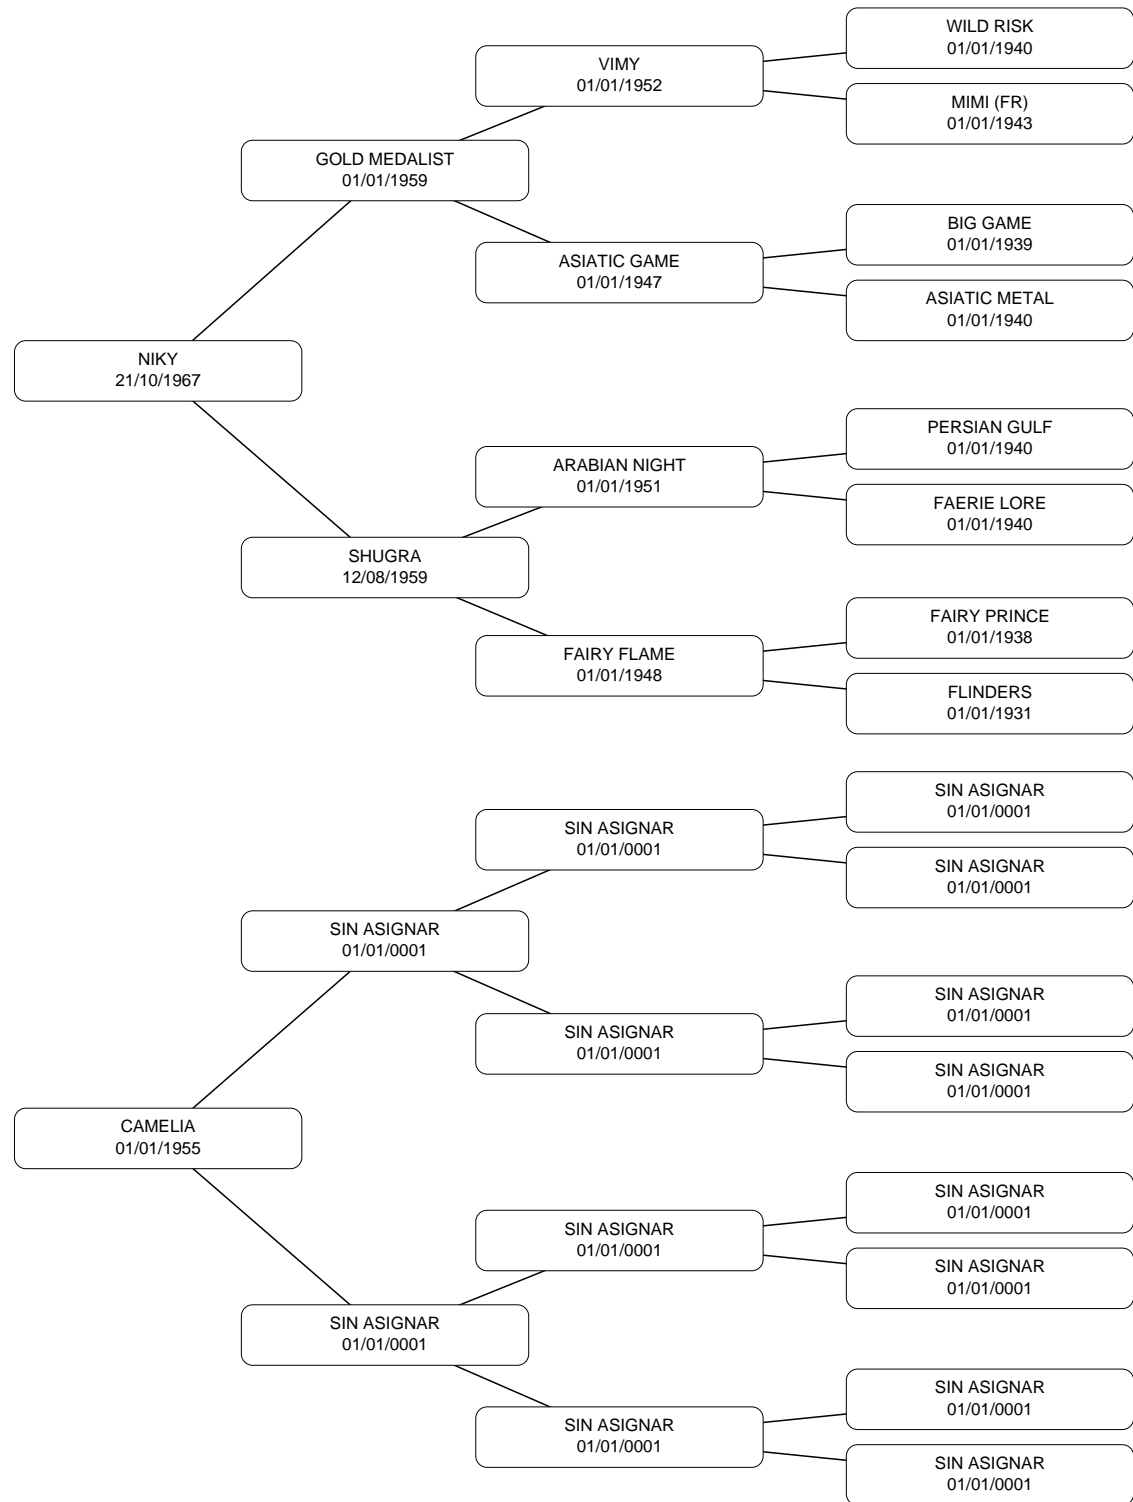 WILD RISK
01/01/1940
VIMY
01/01/1952
MIMI (FR)
01/01/1943
GOLD MEDALIST
01/01/1959
BIG GAME
01/01/1939
ASIATIC GAME
01/01/1947
ASIATIC METAL
01/01/1940
NIKY
21/10/1967
PERSIAN GULF
01/01/1940
ARABIAN NIGHT
01/01/1951
FAERIE LORE
01/01/1940
SHUGRA
12/08/1959
FAIRY PRINCE
01/01/1938
FAIRY FLAME
01/01/1948
FLINDERS
01/01/1931
SIN ASIGNAR
01/01/0001
SIN ASIGNAR
01/01/0001
SIN ASIGNAR
01/01/0001
SIN ASIGNAR
01/01/0001
SIN ASIGNAR
01/01/0001
SIN ASIGNAR
01/01/0001
SIN ASIGNAR
01/01/0001
CAMELIA
01/01/1955
SIN ASIGNAR
01/01/0001
SIN ASIGNAR
01/01/0001
SIN ASIGNAR
01/01/0001
SIN ASIGNAR
01/01/0001
SIN ASIGNAR
01/01/0001
SIN ASIGNAR
01/01/0001
SIN ASIGNAR
01/01/0001